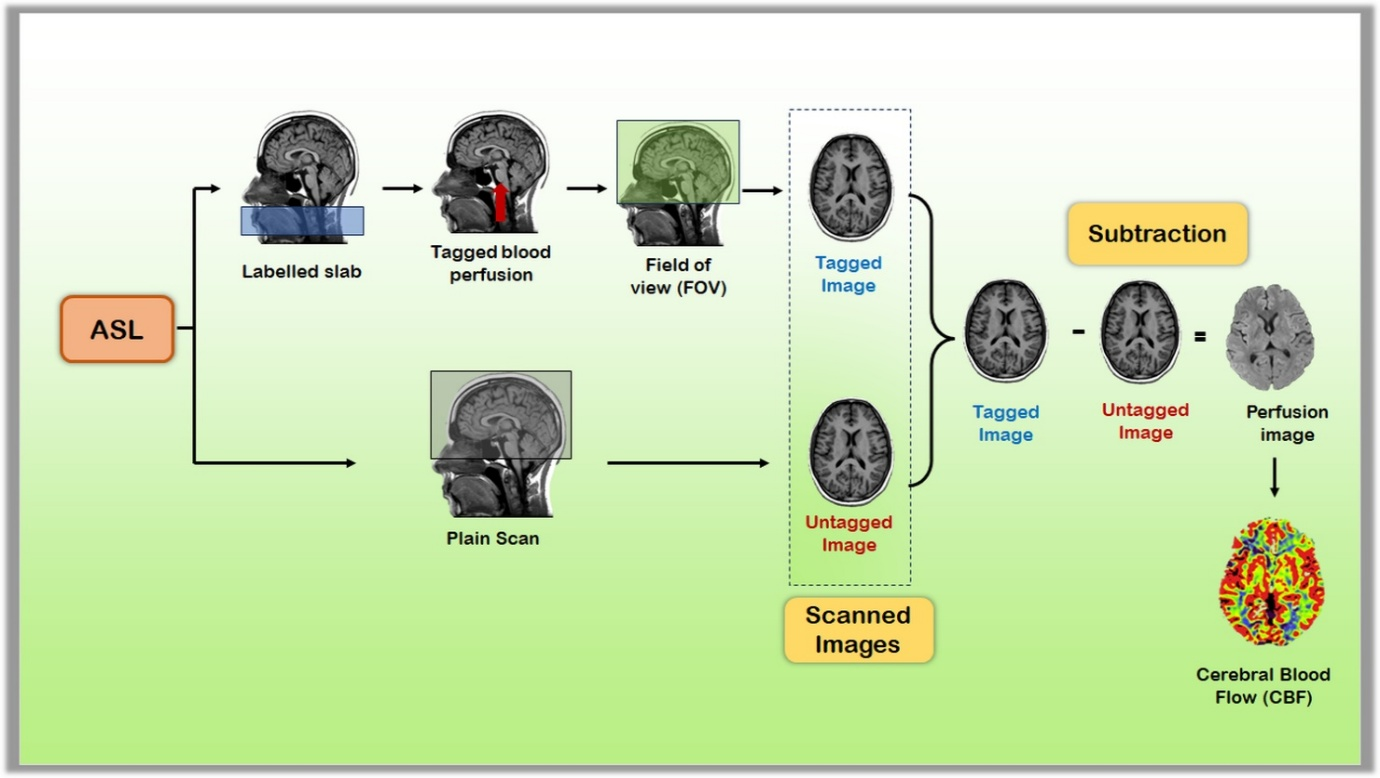 ASL
Labelled slab
Tagged blood
perfusion
Field of
view (FOV)
Tagged
Image
Plain Scan
Untagged
Image
Scanned
Images
Subtraction
Tagged
Image
-
Untagged
Image
=
Perfusion
image
Cerebral Blood
Flow (CBF)